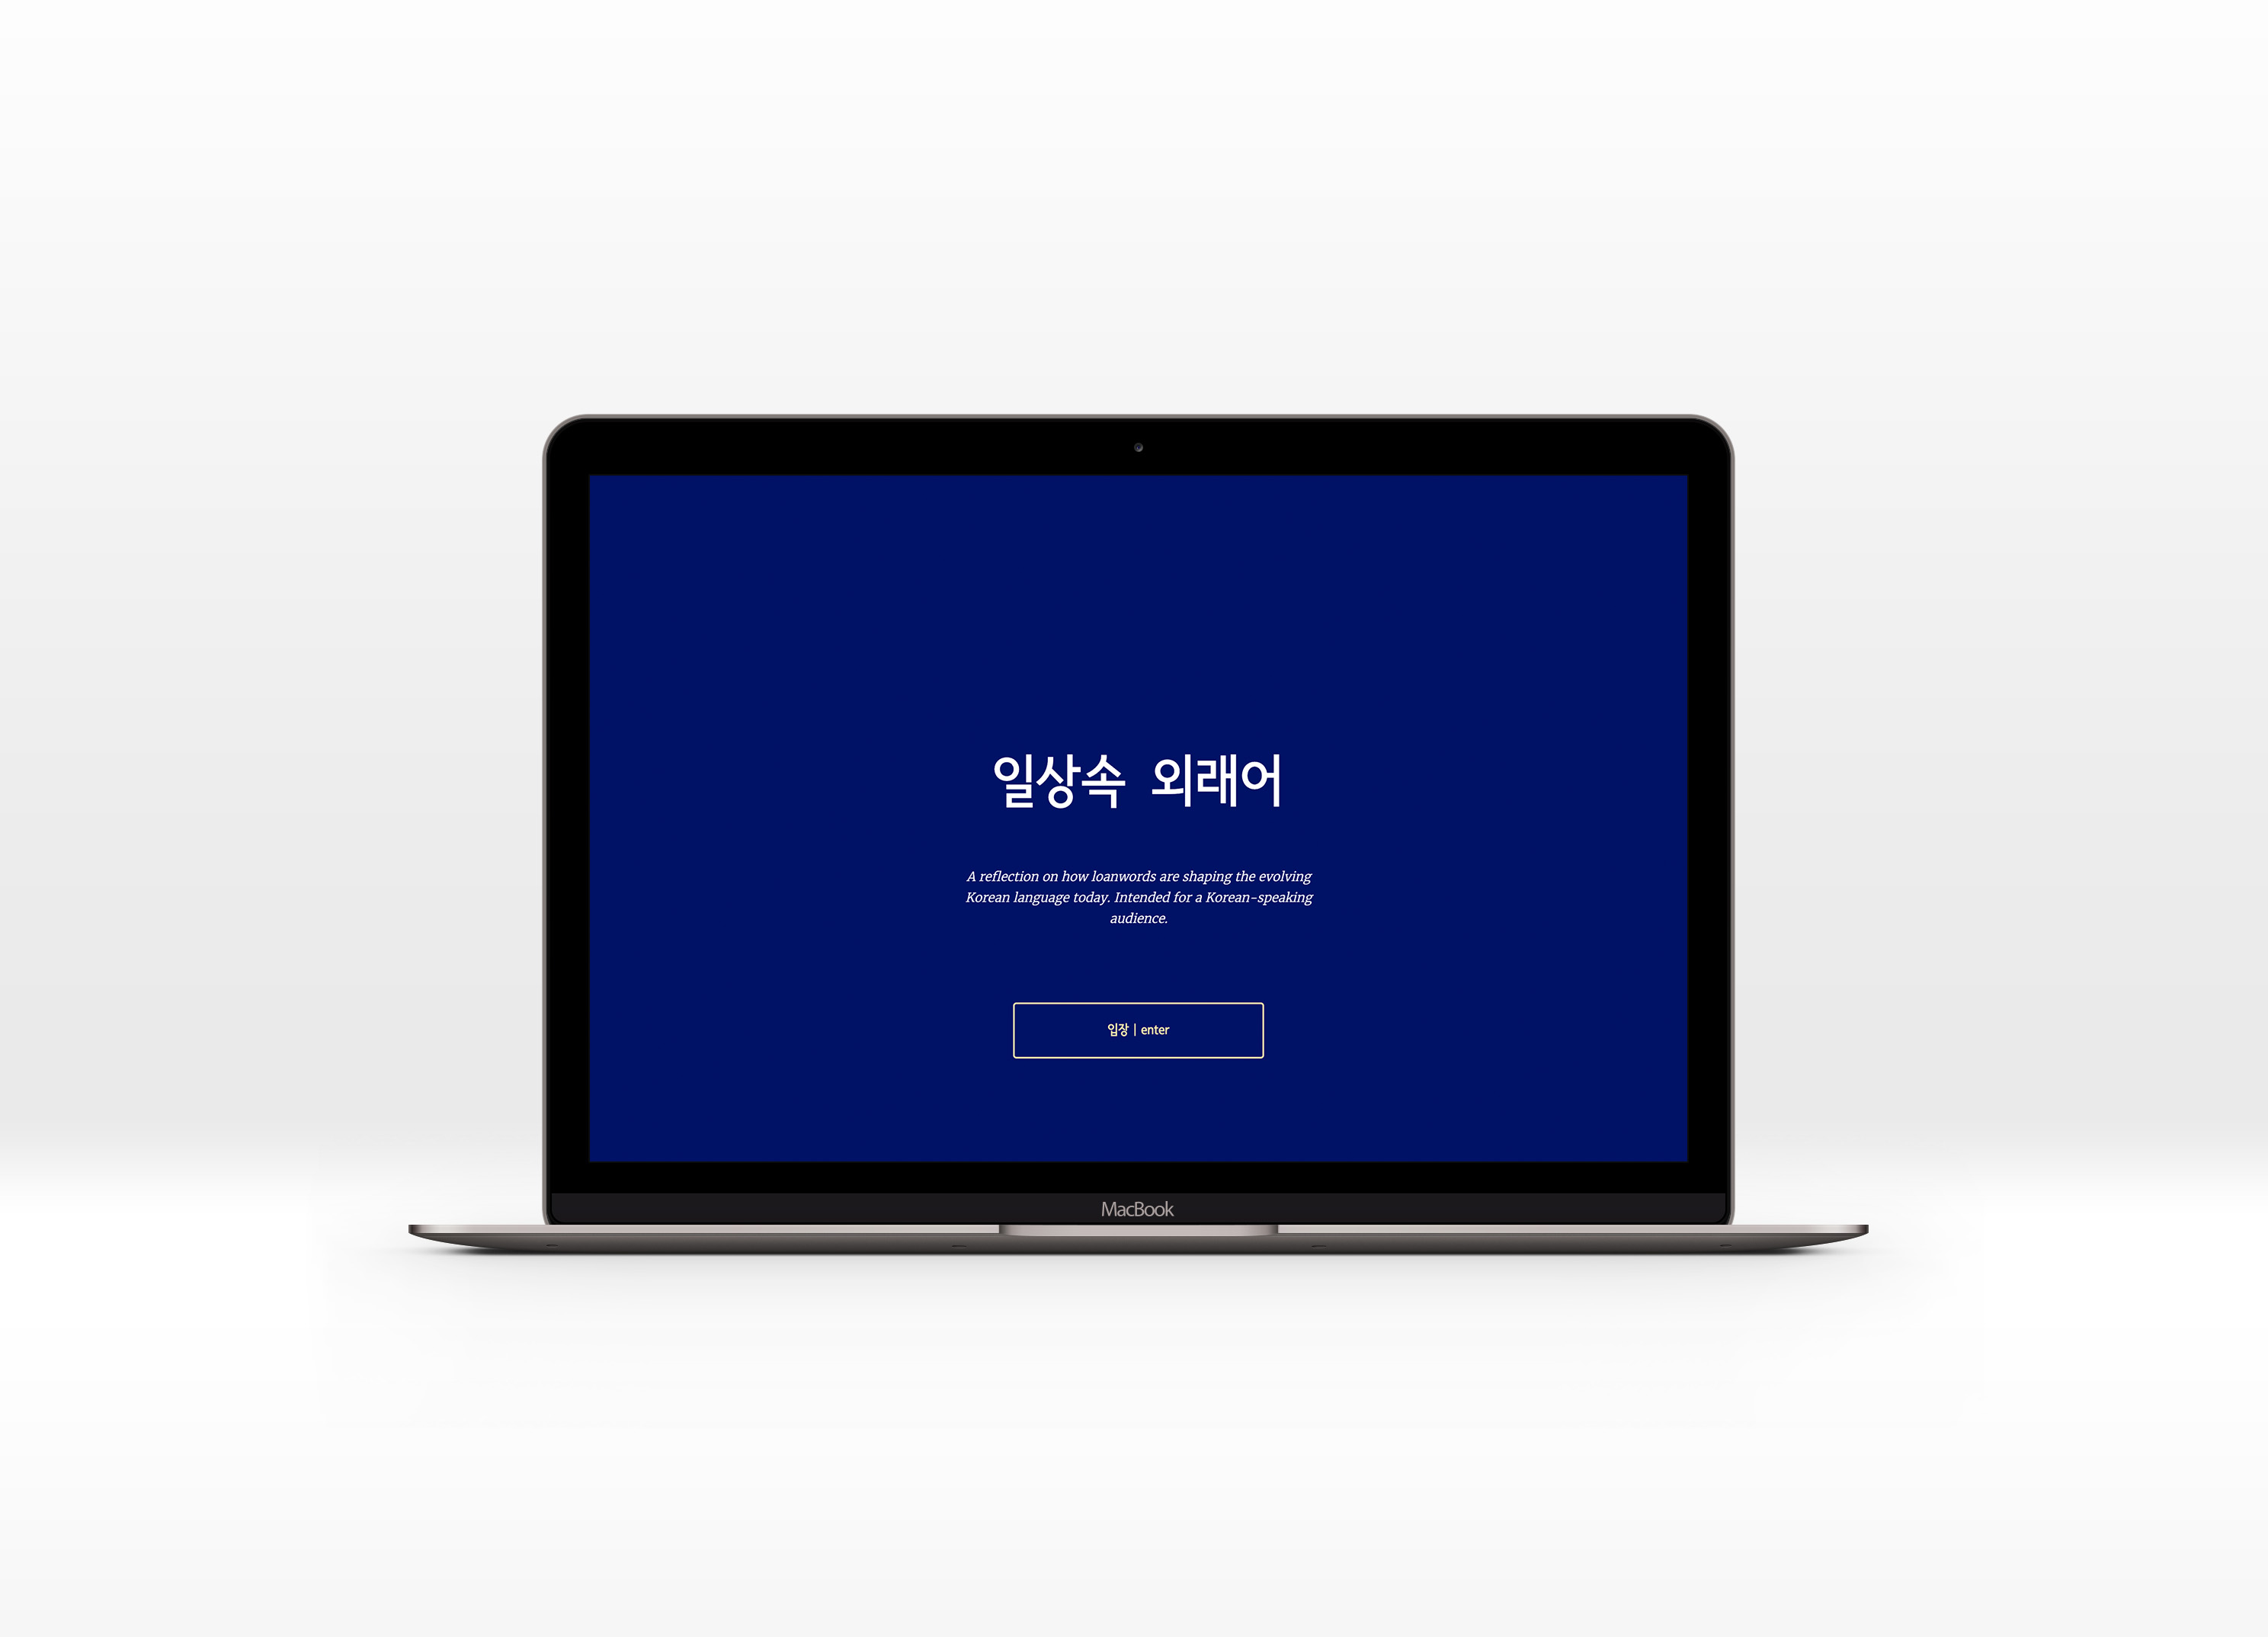 일상속 외래어
A reflection on how loanwords are shaping the evolving
Korean language today. Intended for a Korean-speaking
audience.
입장 | enter
MacBook